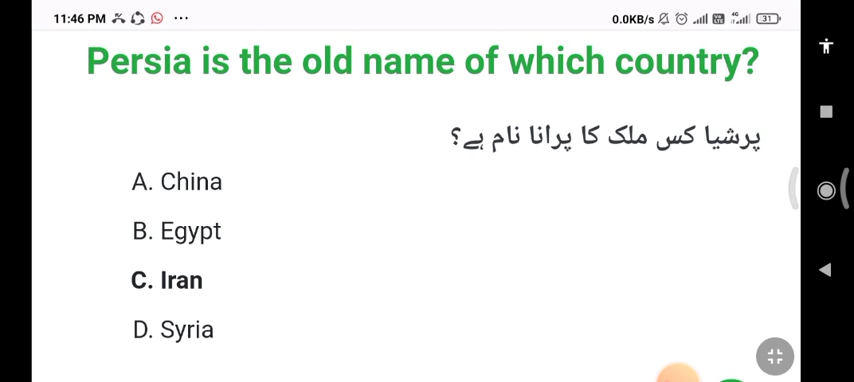 11:46 PM ... 0.0KB/s 4G 31
Persia is the old name of which country?
پرشیا کس ملک کا پرانا نام ہے؟
A. China
B. Egypt
C. Iran
D. Syria